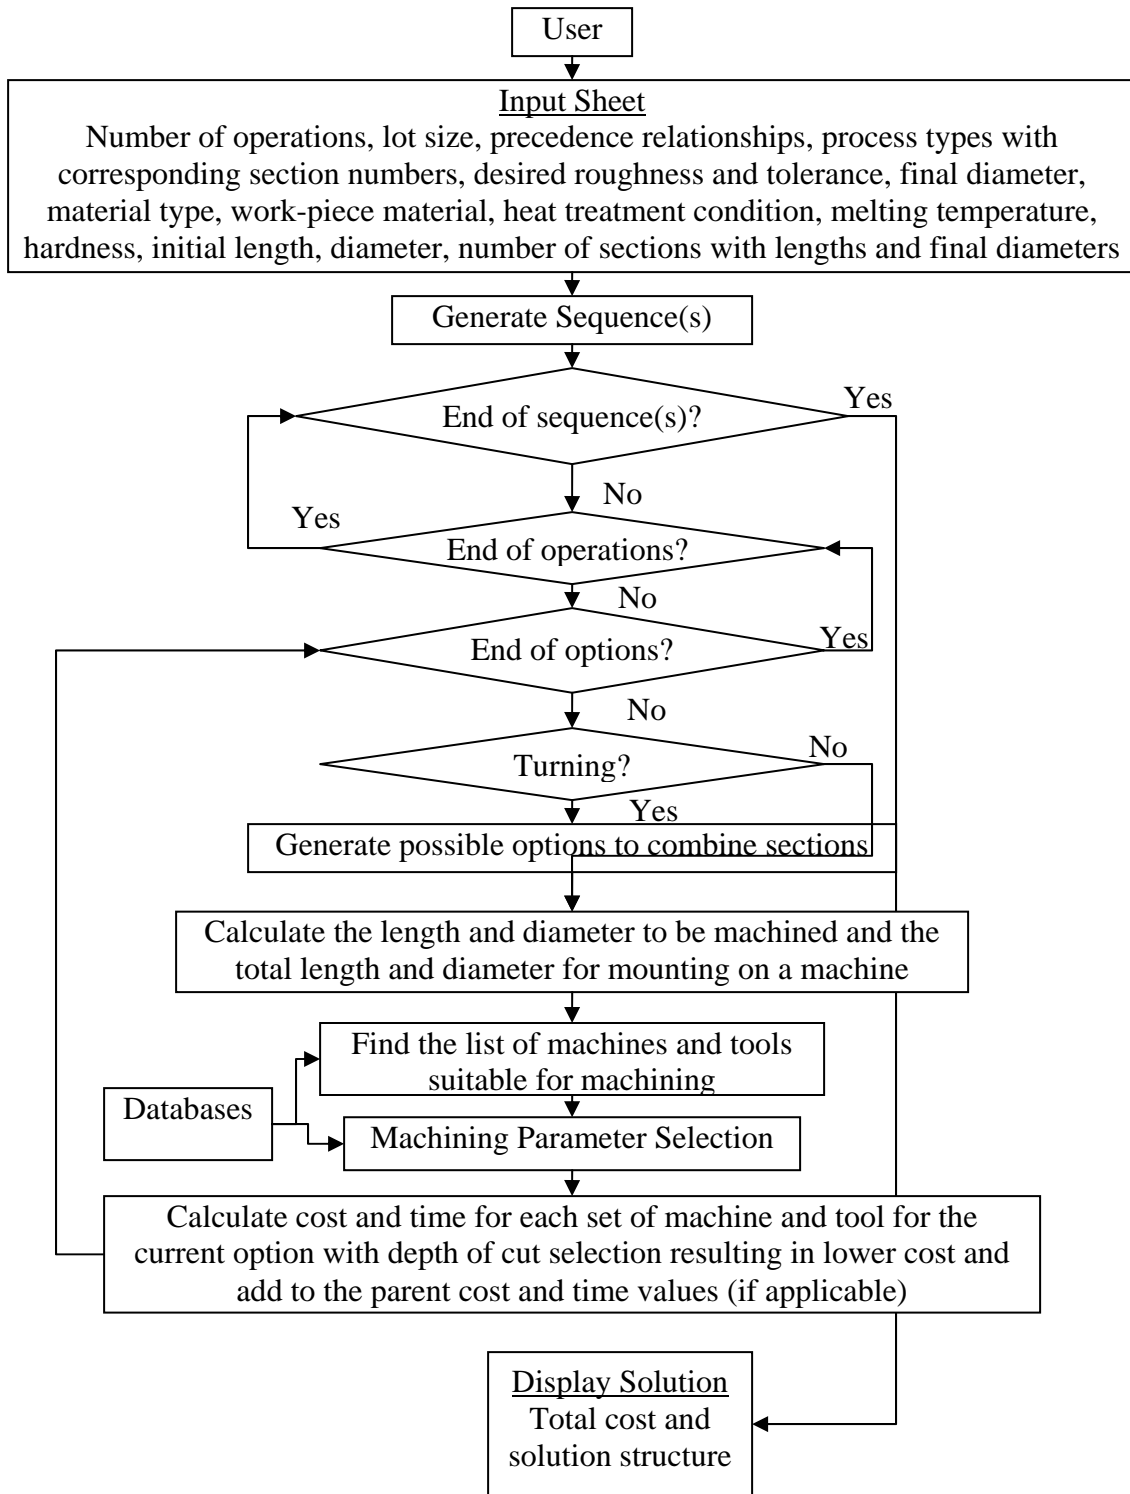 User
Input Sheet
Number of operations, lot size, precedence relationships, process types with
corresponding section numbers, desired roughness and tolerance, final diameter,
material type, work-piece material, heat treatment condition, melting temperature,
hardness, initial length, diameter, number of sections with lengths and final diameters
Generate Sequence(s)
Yes
End of sequence(s)?
No
Yes
End of operations?
No
Yes
End of options?
No
No
Turning?
Yes
Generate possible options to combine sections
Calculate the length and diameter to be machined and the
total length and diameter for mounting on a machine
Find the list of machines and tools
suitable for machining
Databases
Machining Parameter Selection
Calculate cost and time for each set of machine and tool for the
current option with depth of cut selection resulting in lower cost and
add to the parent cost and time values (if applicable)
Display Solution
Total cost and
solution structure